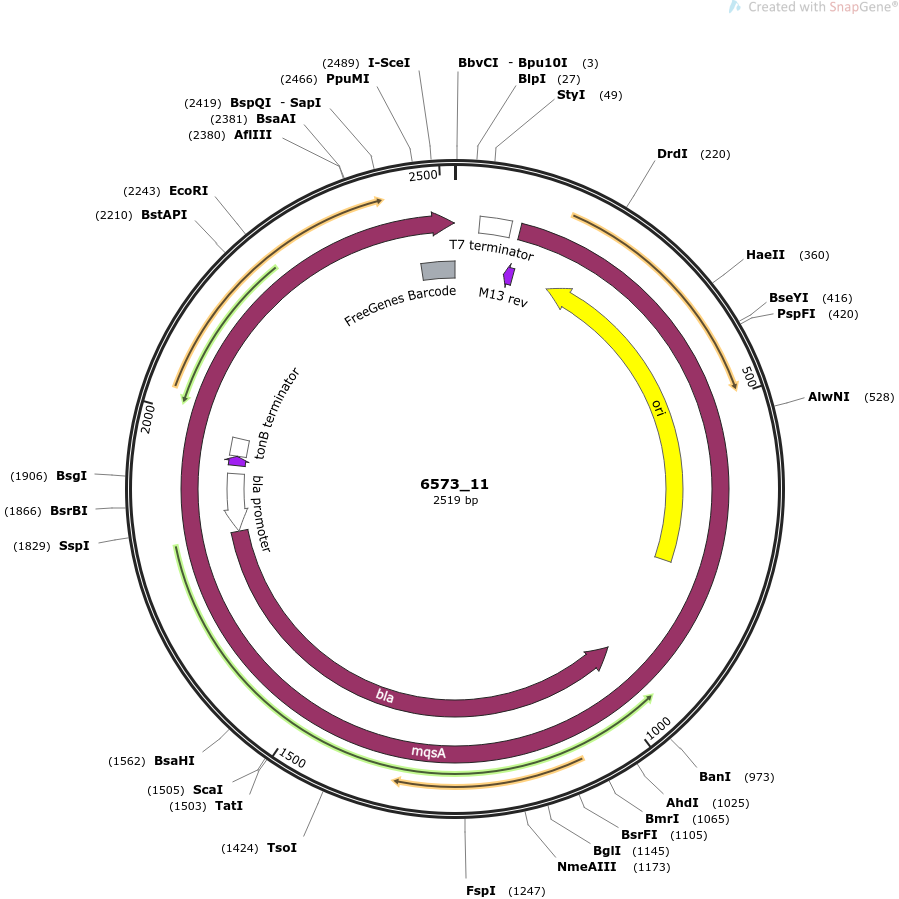 Created with SnapGene®
(2489) I-SceI
BbvCI - Bpu10I (3)
(2466) PpuMI
BlpI (27)
StyI (49)
(2419) BspQI - SapI
(2381) BsaAI
(2380) AflIII
DrdI (220)
2500
(2243) EcoRI
(2210) BstAPI
T7 terminator
HaeII (360)
FreeGenes Barcode
M13 rev
BseYI (416)
PspFI (420)
500
AlwNI (528)
ori
2000
tonB terminator
(1906) BsgI
6573_11
2519 bp
(1866) BsrBI
bla promoter
(1829) SspI
bla
mqsA
1000
1500
(1562) BsaHI
BanI (973)
(1505) ScaI
AhdI (1025)
(1503) TatI
BmrI (1065)
BsrFI (1105)
(1424) TsoI
BglI (1145)
NmeAIII (1173)
FspI (1247)